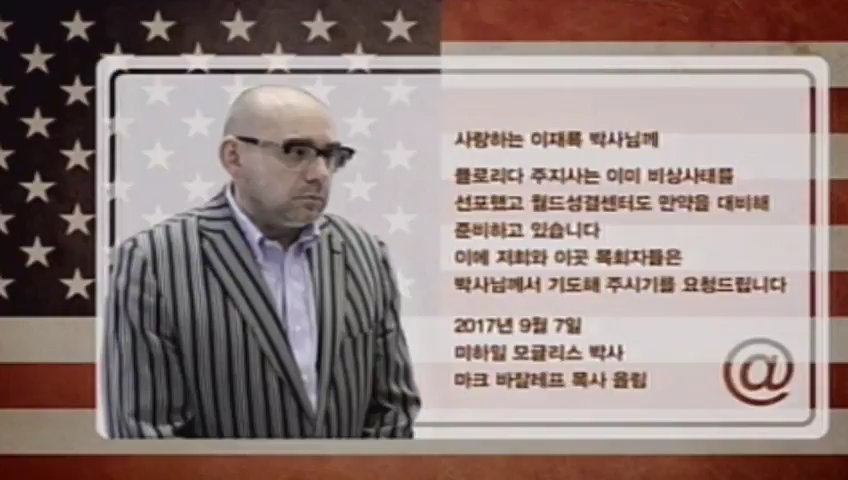 사랑하는 이재록 박사님께
플로리다 주지사는 이미 비상사태를
선포했고 월드성결센터도 만약을 대비해
준비하고 있습니다
이에 저희와 이곳 목회자들은
박사님께서 기도해 주시기를 요청드립니다
2017년 9월 7일
미하일 모굴리스 박사
마크 바잘레프 목사 올림
@